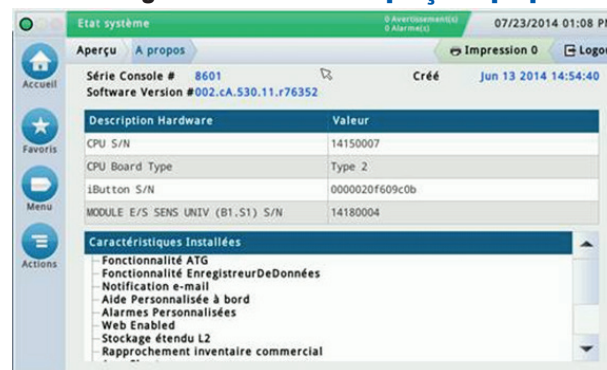 Etat système
0 Avertissement(s)
0 Alarme(s)
07/23/2014 01:08 P
Aperçu A propos
Impression 0 Logo
Accueil
Série Console # 8601
Créé Jun 13 2014 14:54:40
Software Version #002.cA.530.11.r76352
Description Hardware Valeur
CPU S/N 14150007
CPU Board Type Type 2
iButton S/N 0000020f609c0b
MODULE E/S SENS UNIV (B1.S1) S/N 14180004
Favoris
Menu
Actions
Caractéristiques Installées
Fonctionnalité ATG
Fonctionnalité EnregistreurDeDonnées
Notification e-mail
Aide Personnalisée à bord
Alarmes Personnalisées
Web Enabled
Stockage étendu L2
Rapprochement inventaire commercial